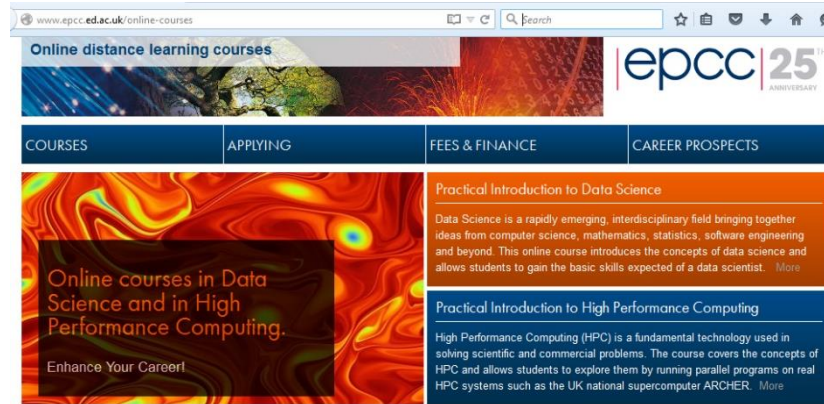 www.epcc.ed.ac.uk/online-courses
Search
Online distance learning courses
epcc 25TH
ANNIVERSARY
COURSES APPLYING FEES & FINANCE CAREER PROSPECTS
Practical Introduction to Data Science
Data Science is a rapidly emerging, interdisciplinary field bringing together
ideas from computer science, mathematics, statistics, software engineering
and beyond. This online course introduces the concepts of data science and
allows students to gain the basic skills expected of a data scientist. More
Online courses in Data
Science and in High
Performance Computing.
Enhance Your Career!
Practical Introduction to High Performance Computing
High Performance Computing (HPC) is a fundamental technology used in
solving scientific and commercial problems. The course covers the concepts of
HPC and allows students to explore them by running parallel programs on real
HPC systems such as the UK national supercomputer ARCHER. More